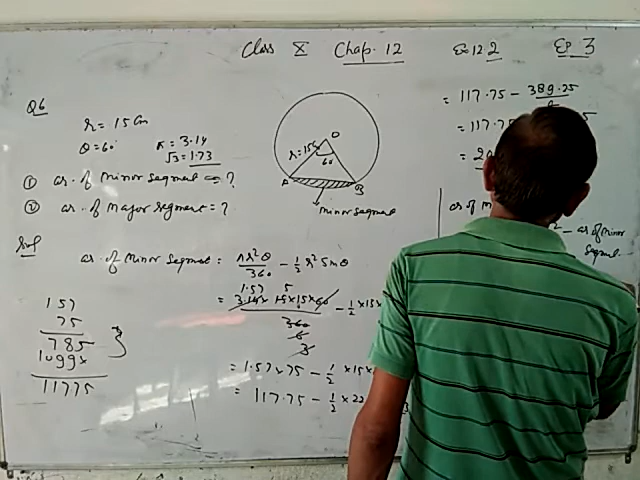 Class X Chap. 12 Ex 12.2 Ep 3
Q6
r = 15 Cm
θ = 60°
π = 3.14
√3 = 1.73
① ar. of Minor Segment = ?
② ar. of Major segment = ?
O
r = 15
60
A
B
minor segment
Sol
ar. of Minor Segment = πr²θ/360 - 1/2 r² Sinθ
1.57 5
= 3.14 x 15 x 15 x 60 / 360 - 1/2 x 15 x
6
3
= 1.57 x 75 - 1/2 x 15 x
= 117.75 - 1/2 x 22
157
75
785
1099x
11775
= 117.75 - 389.25
= 117.75
= 20
ar of
- ar of Minor
Segment